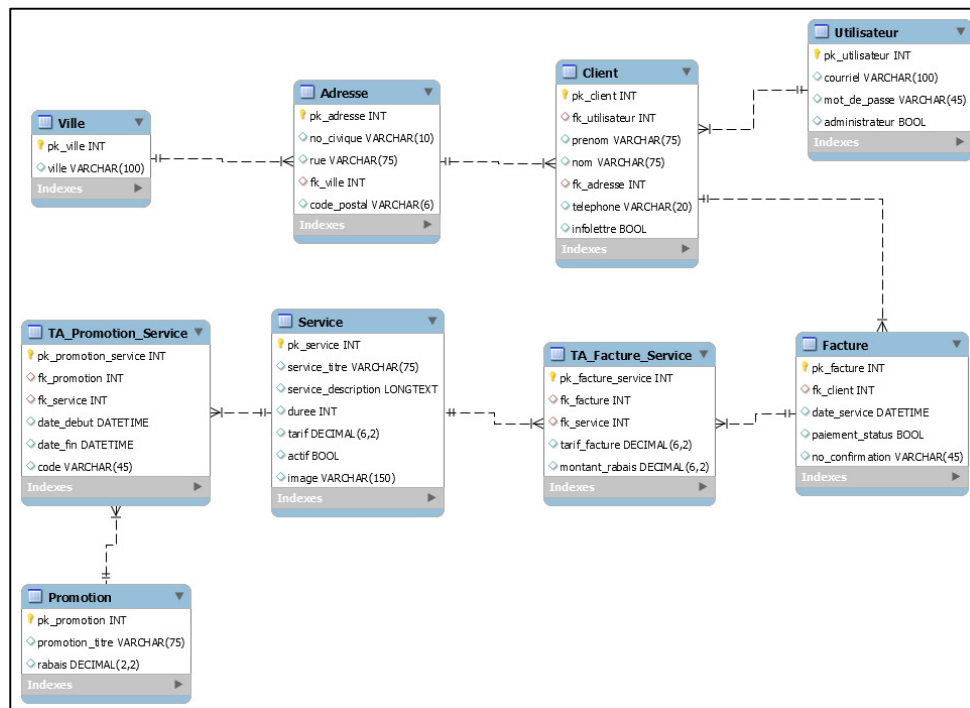 Ville
pk_ville INT
ville VARCHAR(100)
Indexes
Adresse
pk_adresse INT
no_civique VARCHAR(10)
rue VARCHAR(75)
fk_ville INT
code_postal VARCHAR(6)
Indexes
Client
pk_client INT
fk_utilisateur INT
prenom VARCHAR(75)
nom VARCHAR(75)
fk_adresse INT
telephone VARCHAR(20)
infolettre BOOL
Indexes
Utilisateur
pk_utilisateur INT
courriel VARCHAR(100)
mot_de_passe VARCHAR(45)
administrateur BOOL
Indexes
TA_Promotion_Service
pk_promotion_service INT
fk_promotion INT
fk_service INT
date_debut DATETIME
date_fin DATETIME
code VARCHAR(45)
Indexes
Service
pk_service INT
service_titre VARCHAR(75)
service_description LONGTEXT
duree INT
tarif DECIMAL(6,2)
actif BOOL
image VARCHAR(150)
Indexes
TA_Facture_Service
pk_facture_service INT
fk_facture INT
fk_service INT
tarif_facture DECIMAL(6,2)
montant_rabais DECIMAL(6,2)
Indexes
Facture
pk_facture INT
fk_client INT
date_service DATETIME
paiement_status BOOL
no_confirmation VARCHAR(45)
Indexes
Promotion
pk_promotion INT
promotion_titre VARCHAR(75)
rabais DECIMAL(2,2)
Indexes